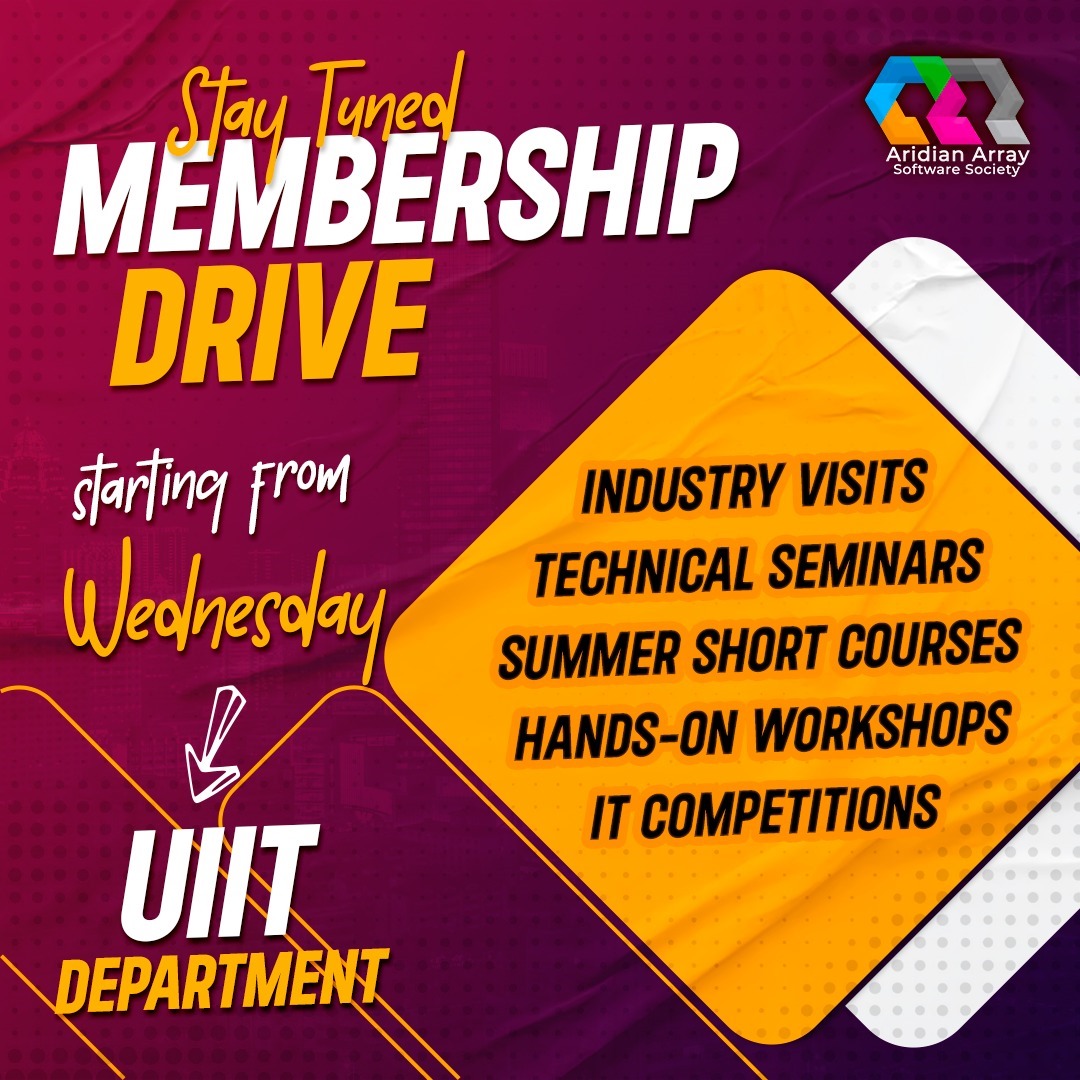 Stay Tuned
MEMBERSHIP
DRIVE
Aridian Array
Software Society
starting from
Wednesday
UIIT
DEPARTMENT
INDUSTRY VISITS
TECHNICAL SEMINARS
SUMMER SHORT COURSES
HANDS-ON WORKSHOPS
IT COMPETITIONS